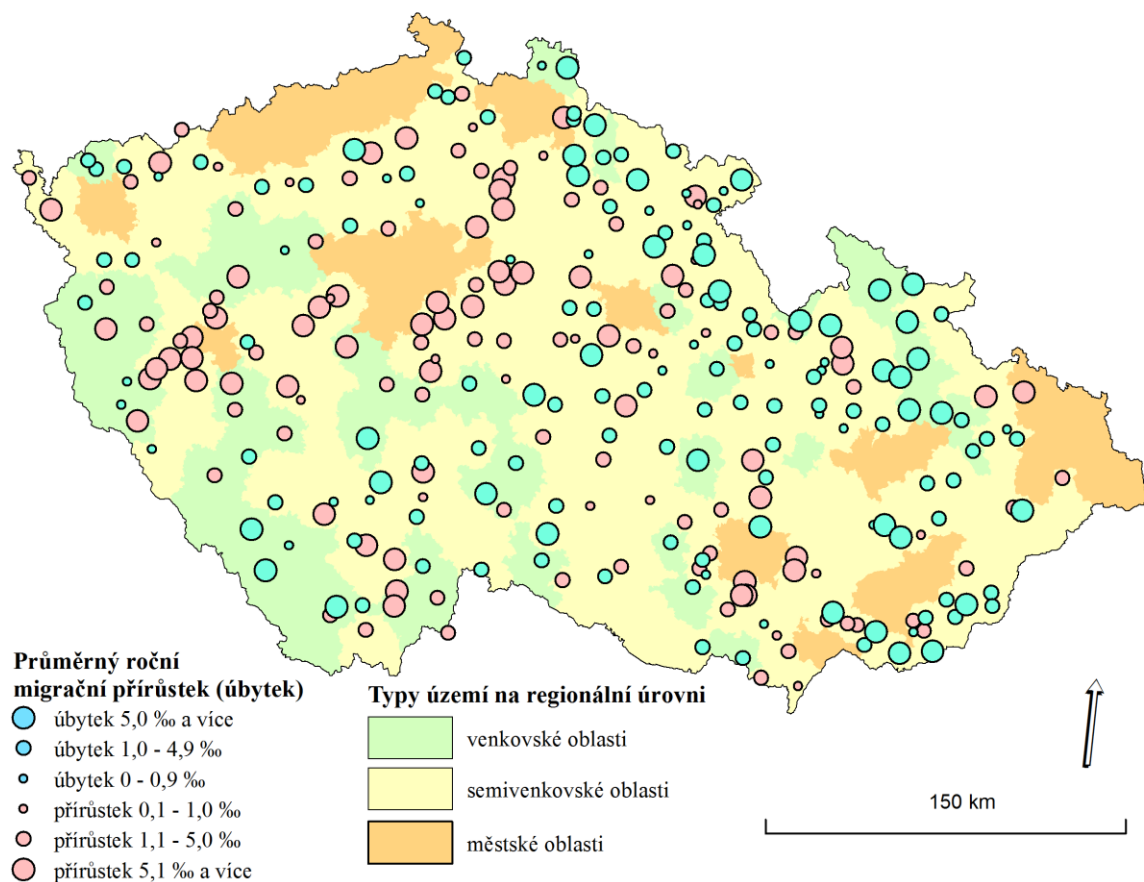 Průměrný roční
migrační přírůstek (úbytek)
úbytek 5,0 ‰ a více
úbytek 1,0 - 4,9 ‰
úbytek 0 - 0,9 ‰
přírůstek 0,1 - 1,0 ‰
přírůstek 1,1 - 5,0 ‰
přírůstek 5,1 ‰ a více
Typy území na regionální úrovni
venkovské oblasti
semivenkovské oblasti
městské oblasti
150 km